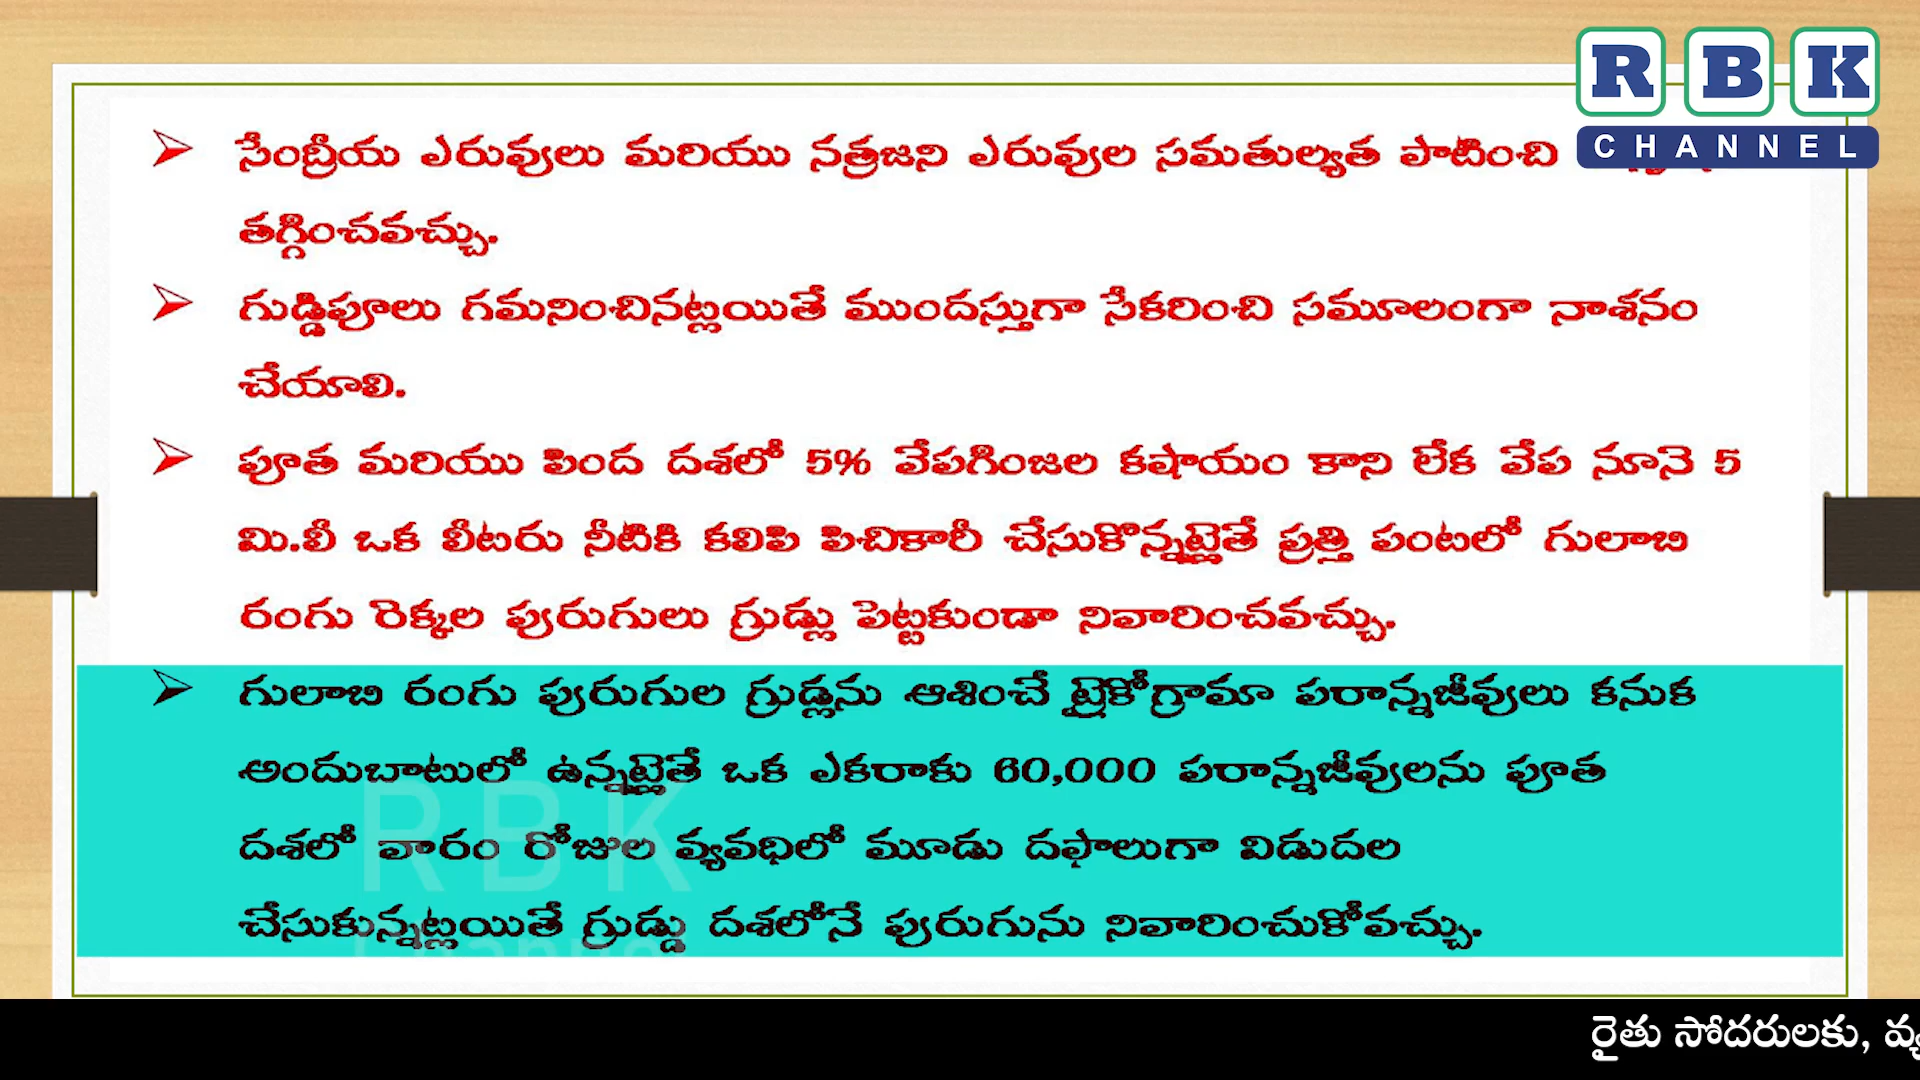 R B K
CHANNEL
సేంద్రీయ ఎరువులు మరియు నత్రజని ఎరువుల సమతుల్యత పాటించి
తగ్గించవచ్చు.
గుడ్డిపూలు గమనించినట్లయితే ముందస్తుగా సేకరించి సమూలంగా నాశనం
చేయాలి.
పూత మరియు పింద దశలో 5% వేపగింజల కషాయం కాని లేక వేప నూనె 5
మి.లీ ఒక లీటరు నీటికి కలిపి పిచికారీ చేసుకొన్నట్లైతే ప్రత్తి పంటలో గులాబి
రంగు రెక్కల పురుగులు గ్రుడ్లు పెట్టకుండా నివారించవచ్చు.
గులాబి రంగు పురుగుల గ్రుడ్లను ఆశించే ట్రైకోగ్రామా పరాన్నజీవులు కనుక
అందుబాటులో ఉన్నట్లైతే ఒక ఎకరాకు 60,000 పరాన్నజీవులను పూత
దశలో వారం రోజుల వ్యవధిలో మూడు దఫాలుగా విడుదల
చేసుకున్నట్లయితే గ్రుడ్డు దశలోనే పురుగును నివారించుకోవచ్చు.
RBK
రైతు సోదరులకు,